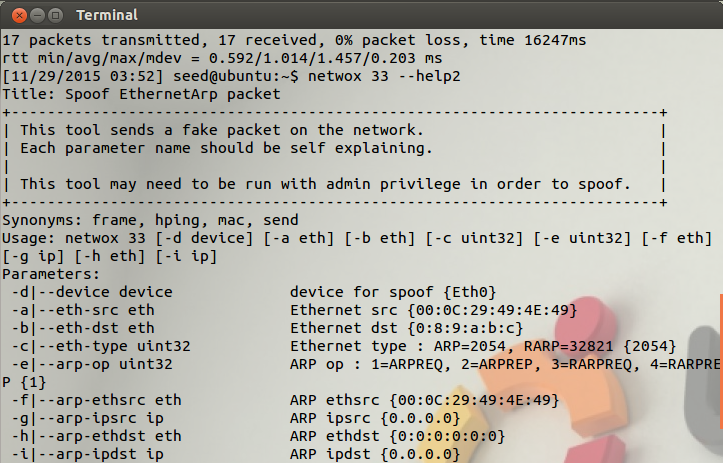 Terminal
17 packets transmitted, 17 received, 0% packet loss, time 16247ms
rtt min/avg/max/mdev = 0.592/1.014/1.457/0.203 ms
[11/29/2015 03:52] seed@ubuntu:~$ netwox 33 --help2
Title: Spoof EthernetArp packet
+-----------------------------------------------------------------------+
| This tool sends a fake packet on the network.                         |
| Each parameter name should be self explaining.                        |
|                                                                       |
| This tool may need to be run with admin privilege in order to spoof.  |
+-----------------------------------------------------------------------+
Synonyms: frame, hping, mac, send
Usage: netwox 33 [-d device] [-a eth] [-b eth] [-c uint32] [-e uint32] [-f eth]
[-g ip] [-h eth] [-i ip]
Parameters:
 -d|--device device             device for spoof {Eth0}
 -a|--eth-src eth               Ethernet src {00:0C:29:49:4E:49}
 -b|--eth-dst eth               Ethernet dst {0:8:9:a:b:c}
 -c|--eth-type uint32           Ethernet type : ARP=2054, RARP=32821 {2054}
 -e|--arp-op uint32             ARP op : 1=ARPREQ, 2=ARPREP, 3=RARPREQ, 4=RARPRE
P {1}
 -f|--arp-ethsrc eth            ARP ethsrc {00:0C:29:49:4E:49}
 -g|--arp-ipsrc ip              ARP ipsrc {0.0.0.0}
 -h|--arp-ethdst eth            ARP ethdst {0:0:0:0:0:0}
 -i|--arp-ipdst ip              ARP ipdst {0.0.0.0}